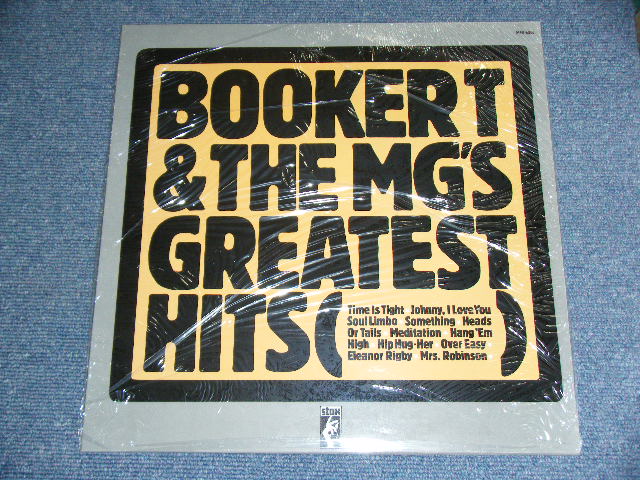 BOOKER T
& THE MG'S
GREATEST
HITS (
Time Is Tight Johnny, I Love You
Soul Limbo Something Heads
Or Tails Meditation Hang 'Em
High Hip Hug-Her Over Easy
Eleanor Rigby Mrs. Robinson
)
stax